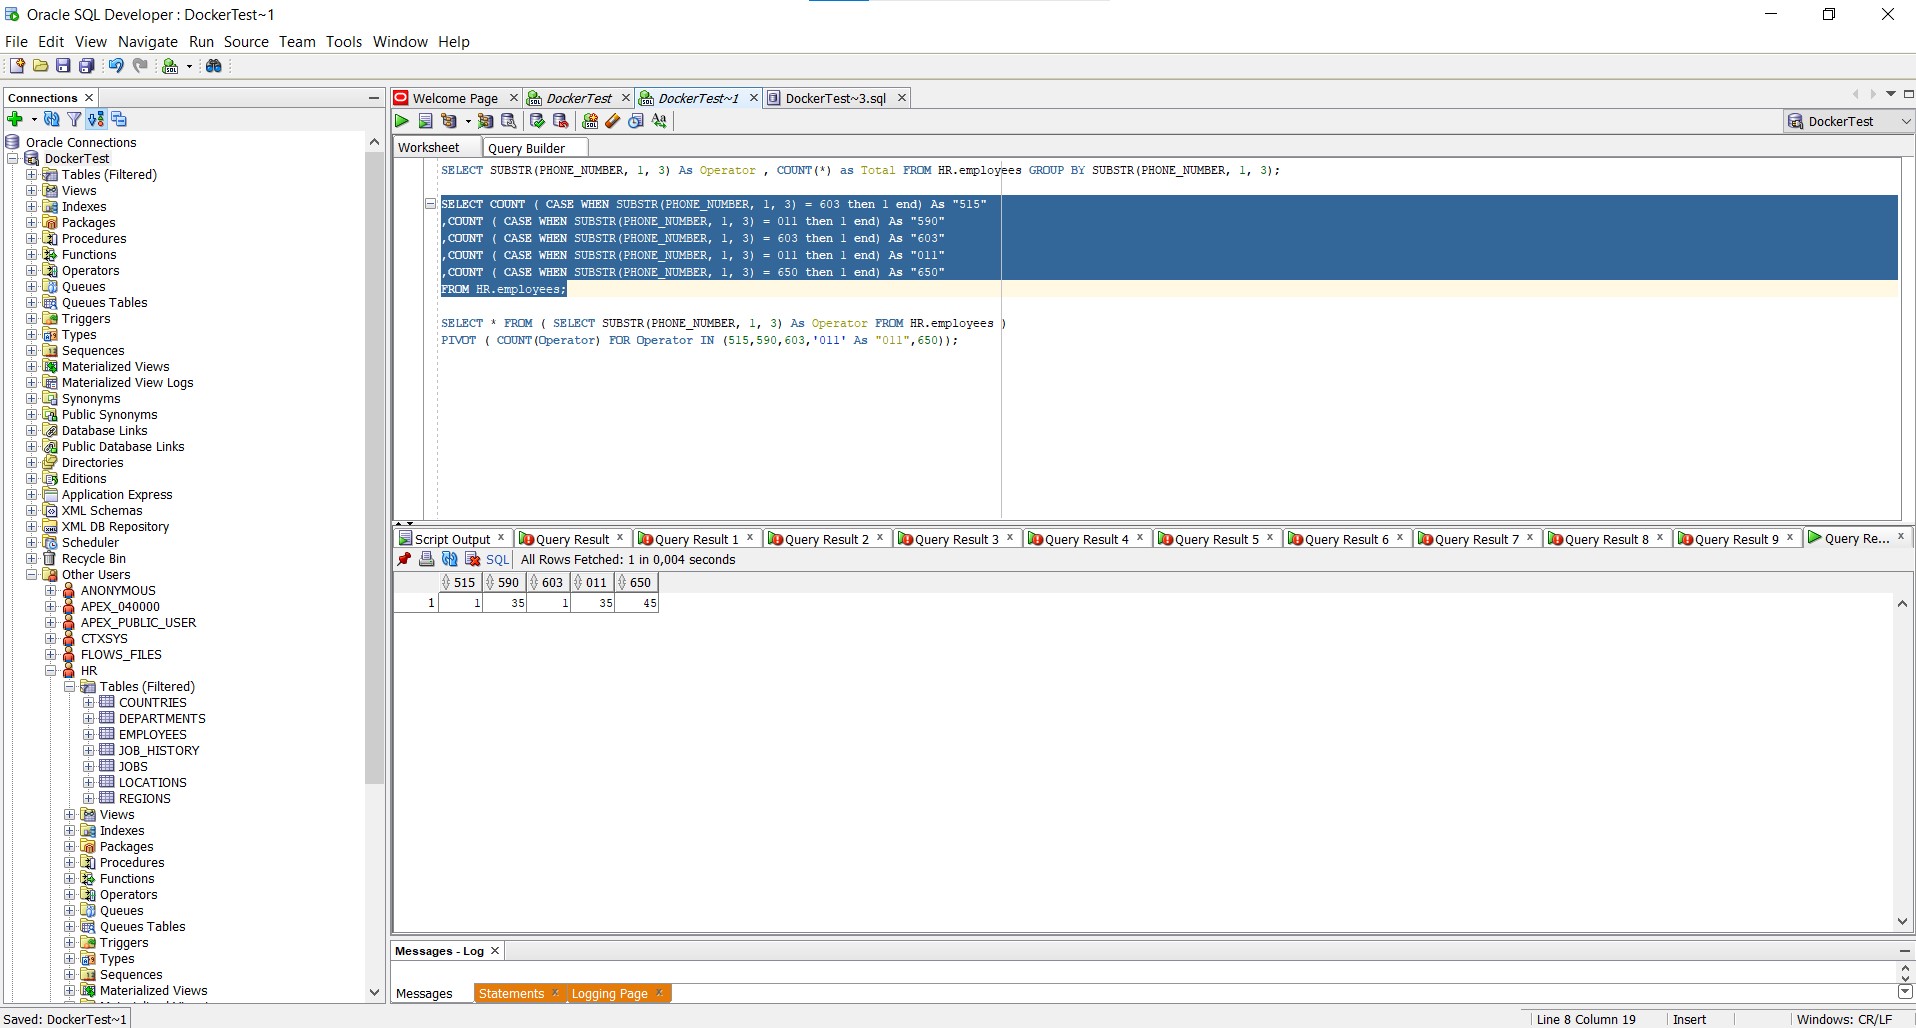 Oracle SQL Developer : DockerTest~1
File Edit View Navigate Run Source Team Tools Window Help
Connections
Oracle Connections
DockerTest
Tables (Filtered)
Views
Indexes
Packages
Procedures
Functions
Operators
Queues
Queues Tables
Triggers
Types
Sequences
Materialized Views
Materialized View Logs
Synonyms
Public Synonyms
Database Links
Public Database Links
Directories
Editions
Application Express
XML Schemas
XML DB Repository
Scheduler
Recycle Bin
Other Users
ANONYMOUS
APEX_040000
APEX_PUBLIC_USER
CTXSYS
FLOWS_FILES
HR
Tables (Filtered)
COUNTRIES
DEPARTMENTS
EMPLOYEES
JOB_HISTORY
JOBS
LOCATIONS
REGIONS
Views
Indexes
Packages
Procedures
Functions
Operators
Queues
Queues Tables
Triggers
Types
Sequences
Materialized Views
Welcome Page DockerTest DockerTest~1 DockerTest~3.sql
DockerTest
Worksheet Query Builder
SELECT SUBSTR(PHONE_NUMBER, 1, 3) As Operator , COUNT(*) as Total FROM HR.employees GROUP BY SUBSTR(PHONE_NUMBER, 1, 3);
SELECT COUNT ( CASE WHEN SUBSTR(PHONE_NUMBER, 1, 3) = 603 then 1 end) As "515"
,COUNT ( CASE WHEN SUBSTR(PHONE_NUMBER, 1, 3) = 011 then 1 end) As "590"
,COUNT ( CASE WHEN SUBSTR(PHONE_NUMBER, 1, 3) = 603 then 1 end) As "603"
,COUNT ( CASE WHEN SUBSTR(PHONE_NUMBER, 1, 3) = 011 then 1 end) As "011"
,COUNT ( CASE WHEN SUBSTR(PHONE_NUMBER, 1, 3) = 650 then 1 end) As "650"
FROM HR.employees;
SELECT * FROM ( SELECT SUBSTR(PHONE_NUMBER, 1, 3) As Operator FROM HR.employees )
PIVOT ( COUNT(Operator) FOR Operator IN (515,590,603,'011' As "011",650));
Script Output Query Result Query Result 1 Query Result 2 Query Result 3 Query Result 4 Query Result 5 Query Result 6 Query Result 7 Query Result 8 Query Result 9 Query Re...
SQL All Rows Fetched: 1 in 0,004 seconds
515 590 603 011 650
1 1 35 1 35 45
Messages - Log
Messages Statements Logging Page
Saved: DockerTest~1 Line 8 Column 19 Insert Windows: CR/LF